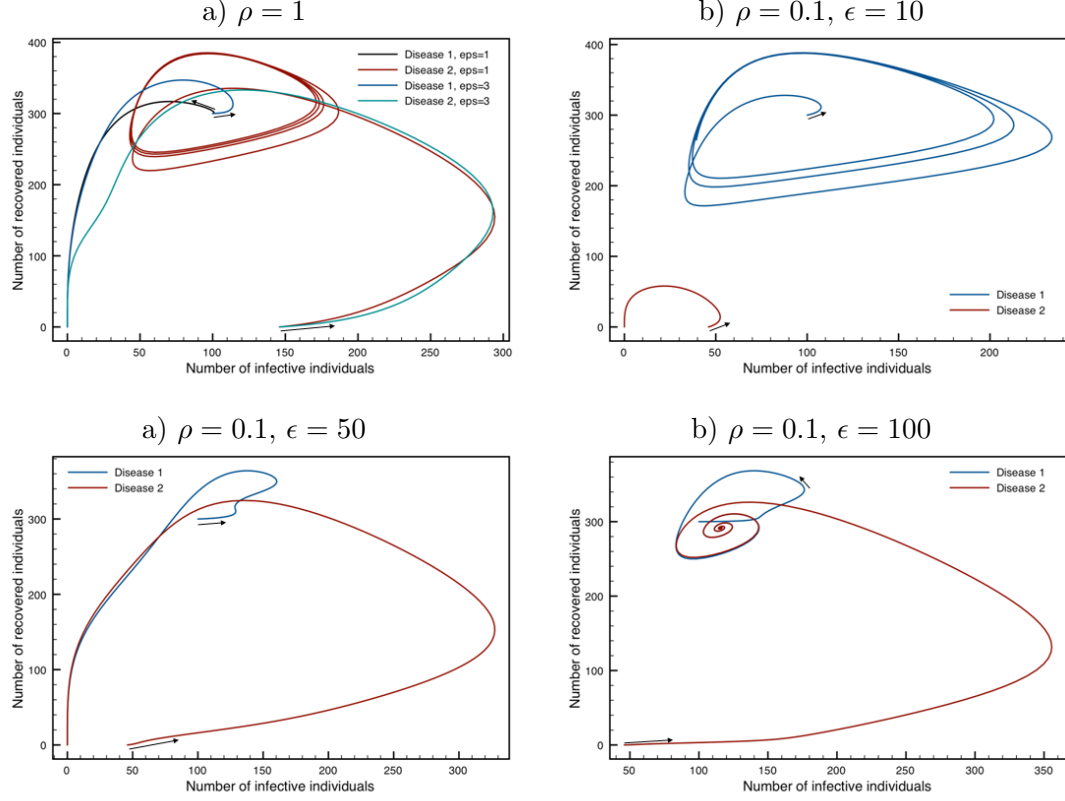 a) ρ = 1
b) ρ = 0.1, ϵ = 10
400
300
200
100
0
0 50 100 150 200 250 300
Number of recovered individuals
Number of infective individuals
Disease 1, eps=1
Disease 2, eps=1
Disease 1, eps=3
Disease 2, eps=3
400
300
200
100
0
0 50 100 150 200
Number of recovered individuals
Number of infective individuals
Disease 1
Disease 2
a) ρ = 0.1, ϵ = 50
b) ρ = 0.1, ϵ = 100
300
200
100
0
0 50 100 150 200 250 300
Number of recovered individuals
Number of infective individuals
Disease 1
Disease 2
400
300
200
100
0
50 100 150 200 250 300 350
Number of recovered individuals
Number of infective individuals
Disease 1
Disease 2